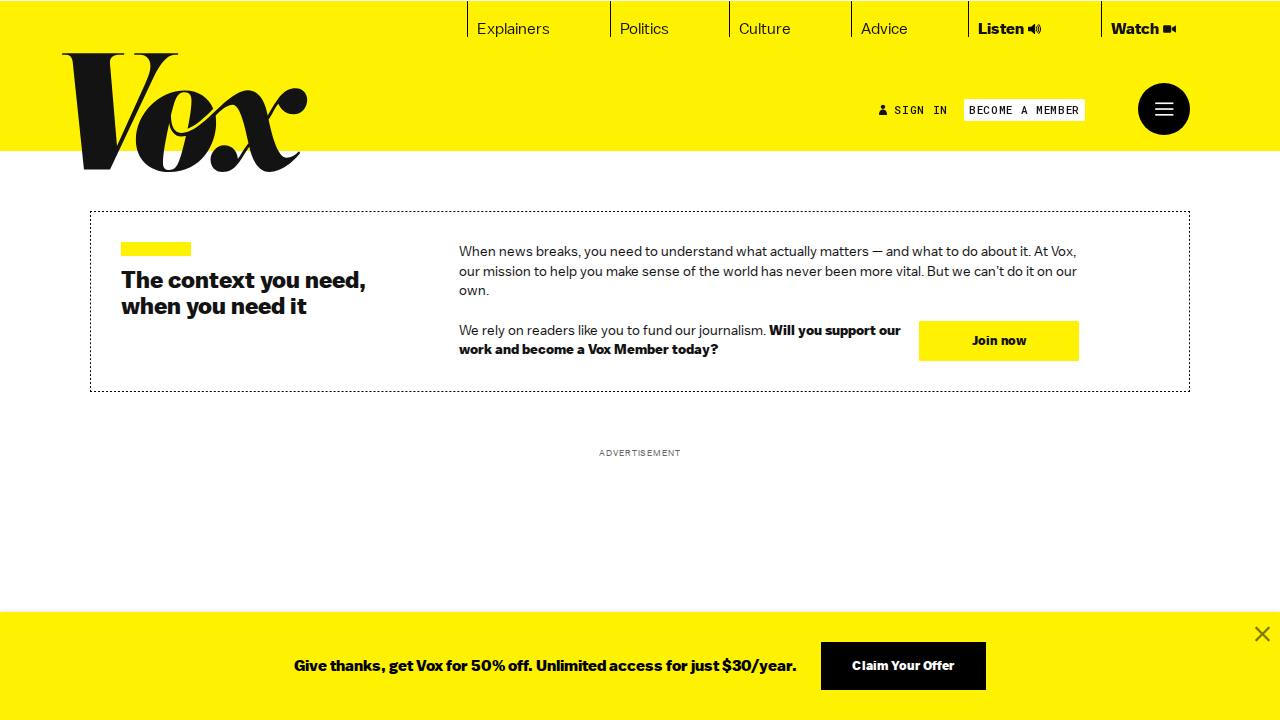 Explainers
Politics
Culture
Advice
Listen
Watch
Vox
SIGN IN
BECOME A MEMBER
The context you need,
when you need it
When news breaks, you need to understand what actually matters — and what to do about it. At Vox,
our mission to help you make sense of the world has never been more vital. But we can’t do it on our
own.
We rely on readers like you to fund our journalism. Will you support our
work and become a Vox Member today?
Join now
ADVERTISEMENT
Give thanks, get Vox for 50% off. Unlimited access for just $30/year.
Claim Your Offer